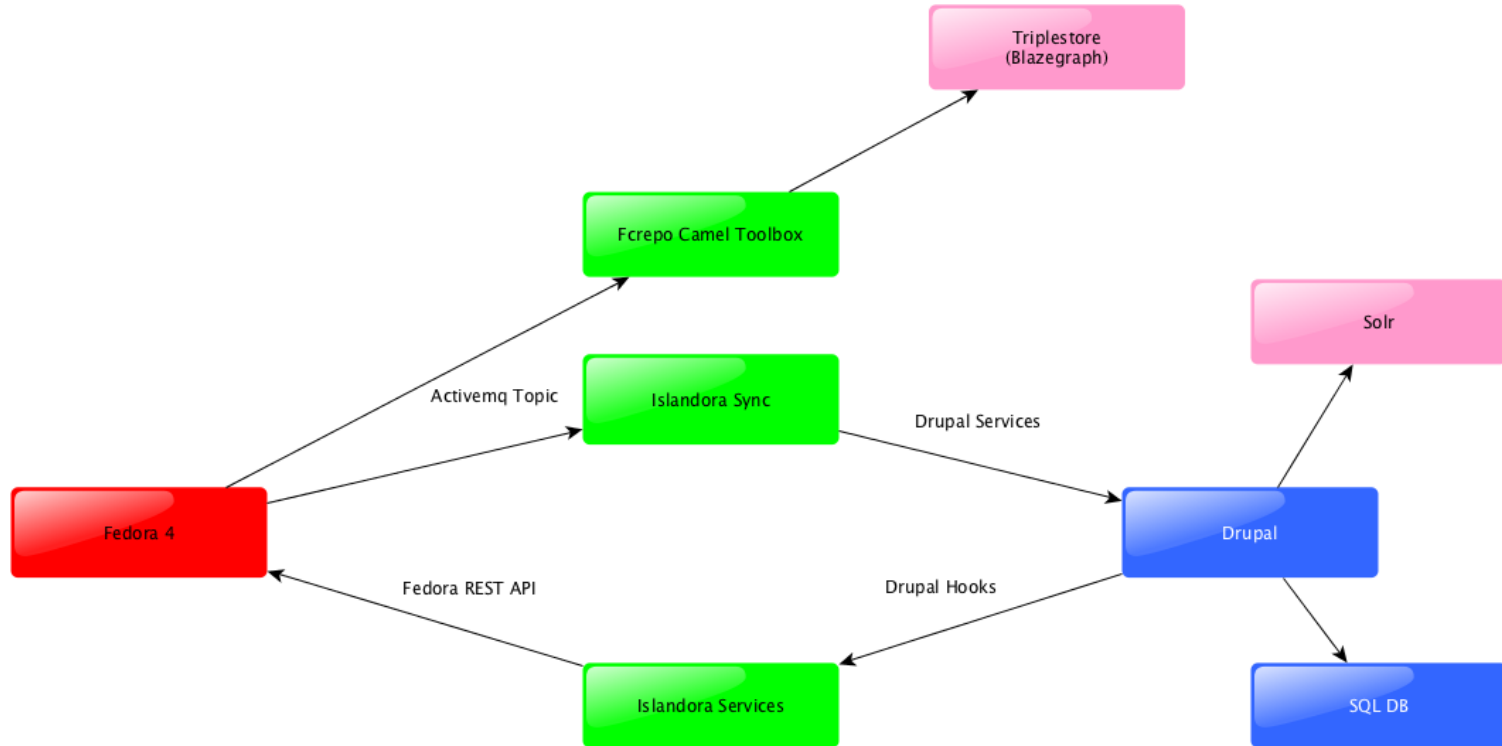 Triplestore
(Blazegraph)
Fcrepo Camel Toolbox
Solr
Activemq Topic
Islandora Sync
Drupal Services
Fedora 4
Drupal
Fedora REST API
Drupal Hooks
Islandora Services
SQL DB